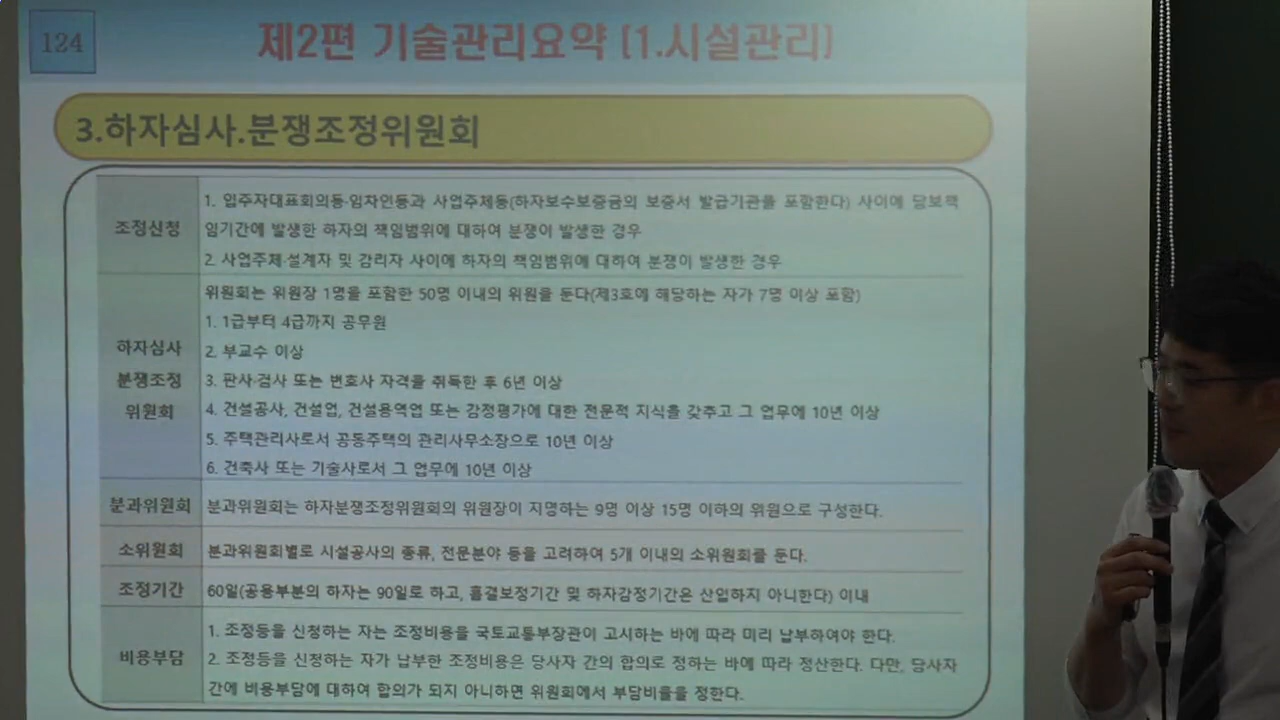 124
제2편 기술관리요약 [1.시설관리]
3.하자심사.분쟁조정위원회
조정신청
1. 입주자대표회의등·임차인등과 사업주체등(하자보수보증금의 보증서 발급기관을 포함한다) 사이에 담보책
임기간에 발생한 하자의 책임범위에 대하여 분쟁이 발생한 경우
2. 사업주체·설계자 및 감리자 사이에 하자의 책임범위에 대하여 분쟁이 발생한 경우
하자심사
분쟁조정
위원회
위원회는 위원장 1명을 포함한 50명 이내의 위원을 둔다(제3호에 해당하는 자가 7명 이상 포함)
1. 1급부터 4급까지 공무원
2. 부교수 이상
3. 판사·검사 또는 변호사 자격을 취득한 후 6년 이상
4. 건설공사, 건설업, 건설용역업 또는 감정평가에 대한 전문적 지식을 갖추고 그 업무에 10년 이상
5. 주택관리사로서 공동주택의 관리사무소장으로 10년 이상
6. 건축사 또는 기술사로서 그 업무에 10년 이상
분과위원회
분과위원회는 하자분쟁조정위원회의 위원장이 지명하는 9명 이상 15명 이하의 위원으로 구성한다.
소위원회
분과위원회별로 시설공사의 종류, 전문분야 등을 고려하여 5개 이내의 소위원회를 둔다.
조정기간
60일(공용부분의 하자는 90일로 하고, 흠결보정기간 및 하자감정기간은 산입하지 아니한다) 이내
비용부담
1. 조정등을 신청하는 자는 조정비용을 국토교통부장관이 고시하는 바에 따라 미리 납부하여야 한다.
2. 조정등을 신청하는 자가 납부한 조정비용은 당사자 간의 합의로 정하는 바에 따라 정산한다. 다만, 당사자
간에 비용부담에 대하여 합의가 되지 아니하면 위원회에서 부담비율을 정한다.